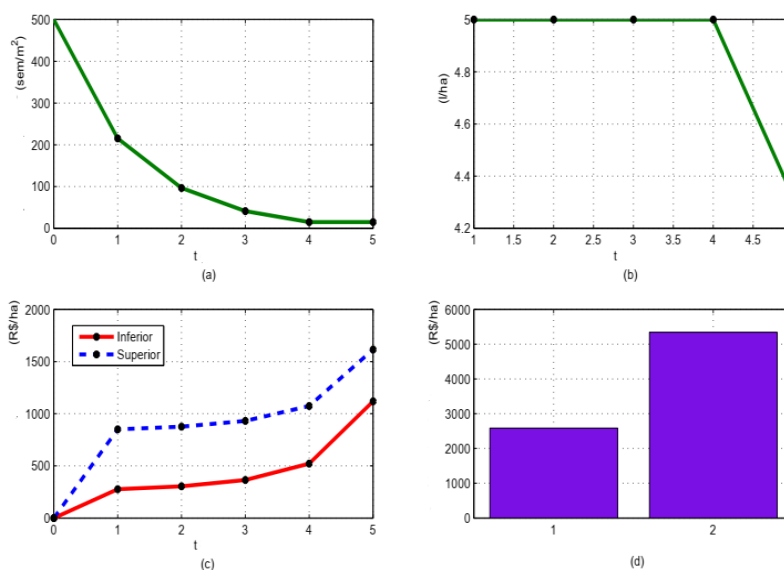 500
400
300
200
100
0
(sem/m²)
0 1 2 3 4 5
t
(a)
5
4.8
4.6
4.4
4.2
(l/ha)
1 1.5 2 2.5 3 3.5 4 4.5
t
(b)
2000
1500
1000
500
0
(R$/ha)
Inferior
Superior
0 1 2 3 4 5
t
(c)
6000
5000
4000
3000
2000
1000
0
(R$/ha)
1 2
(d)